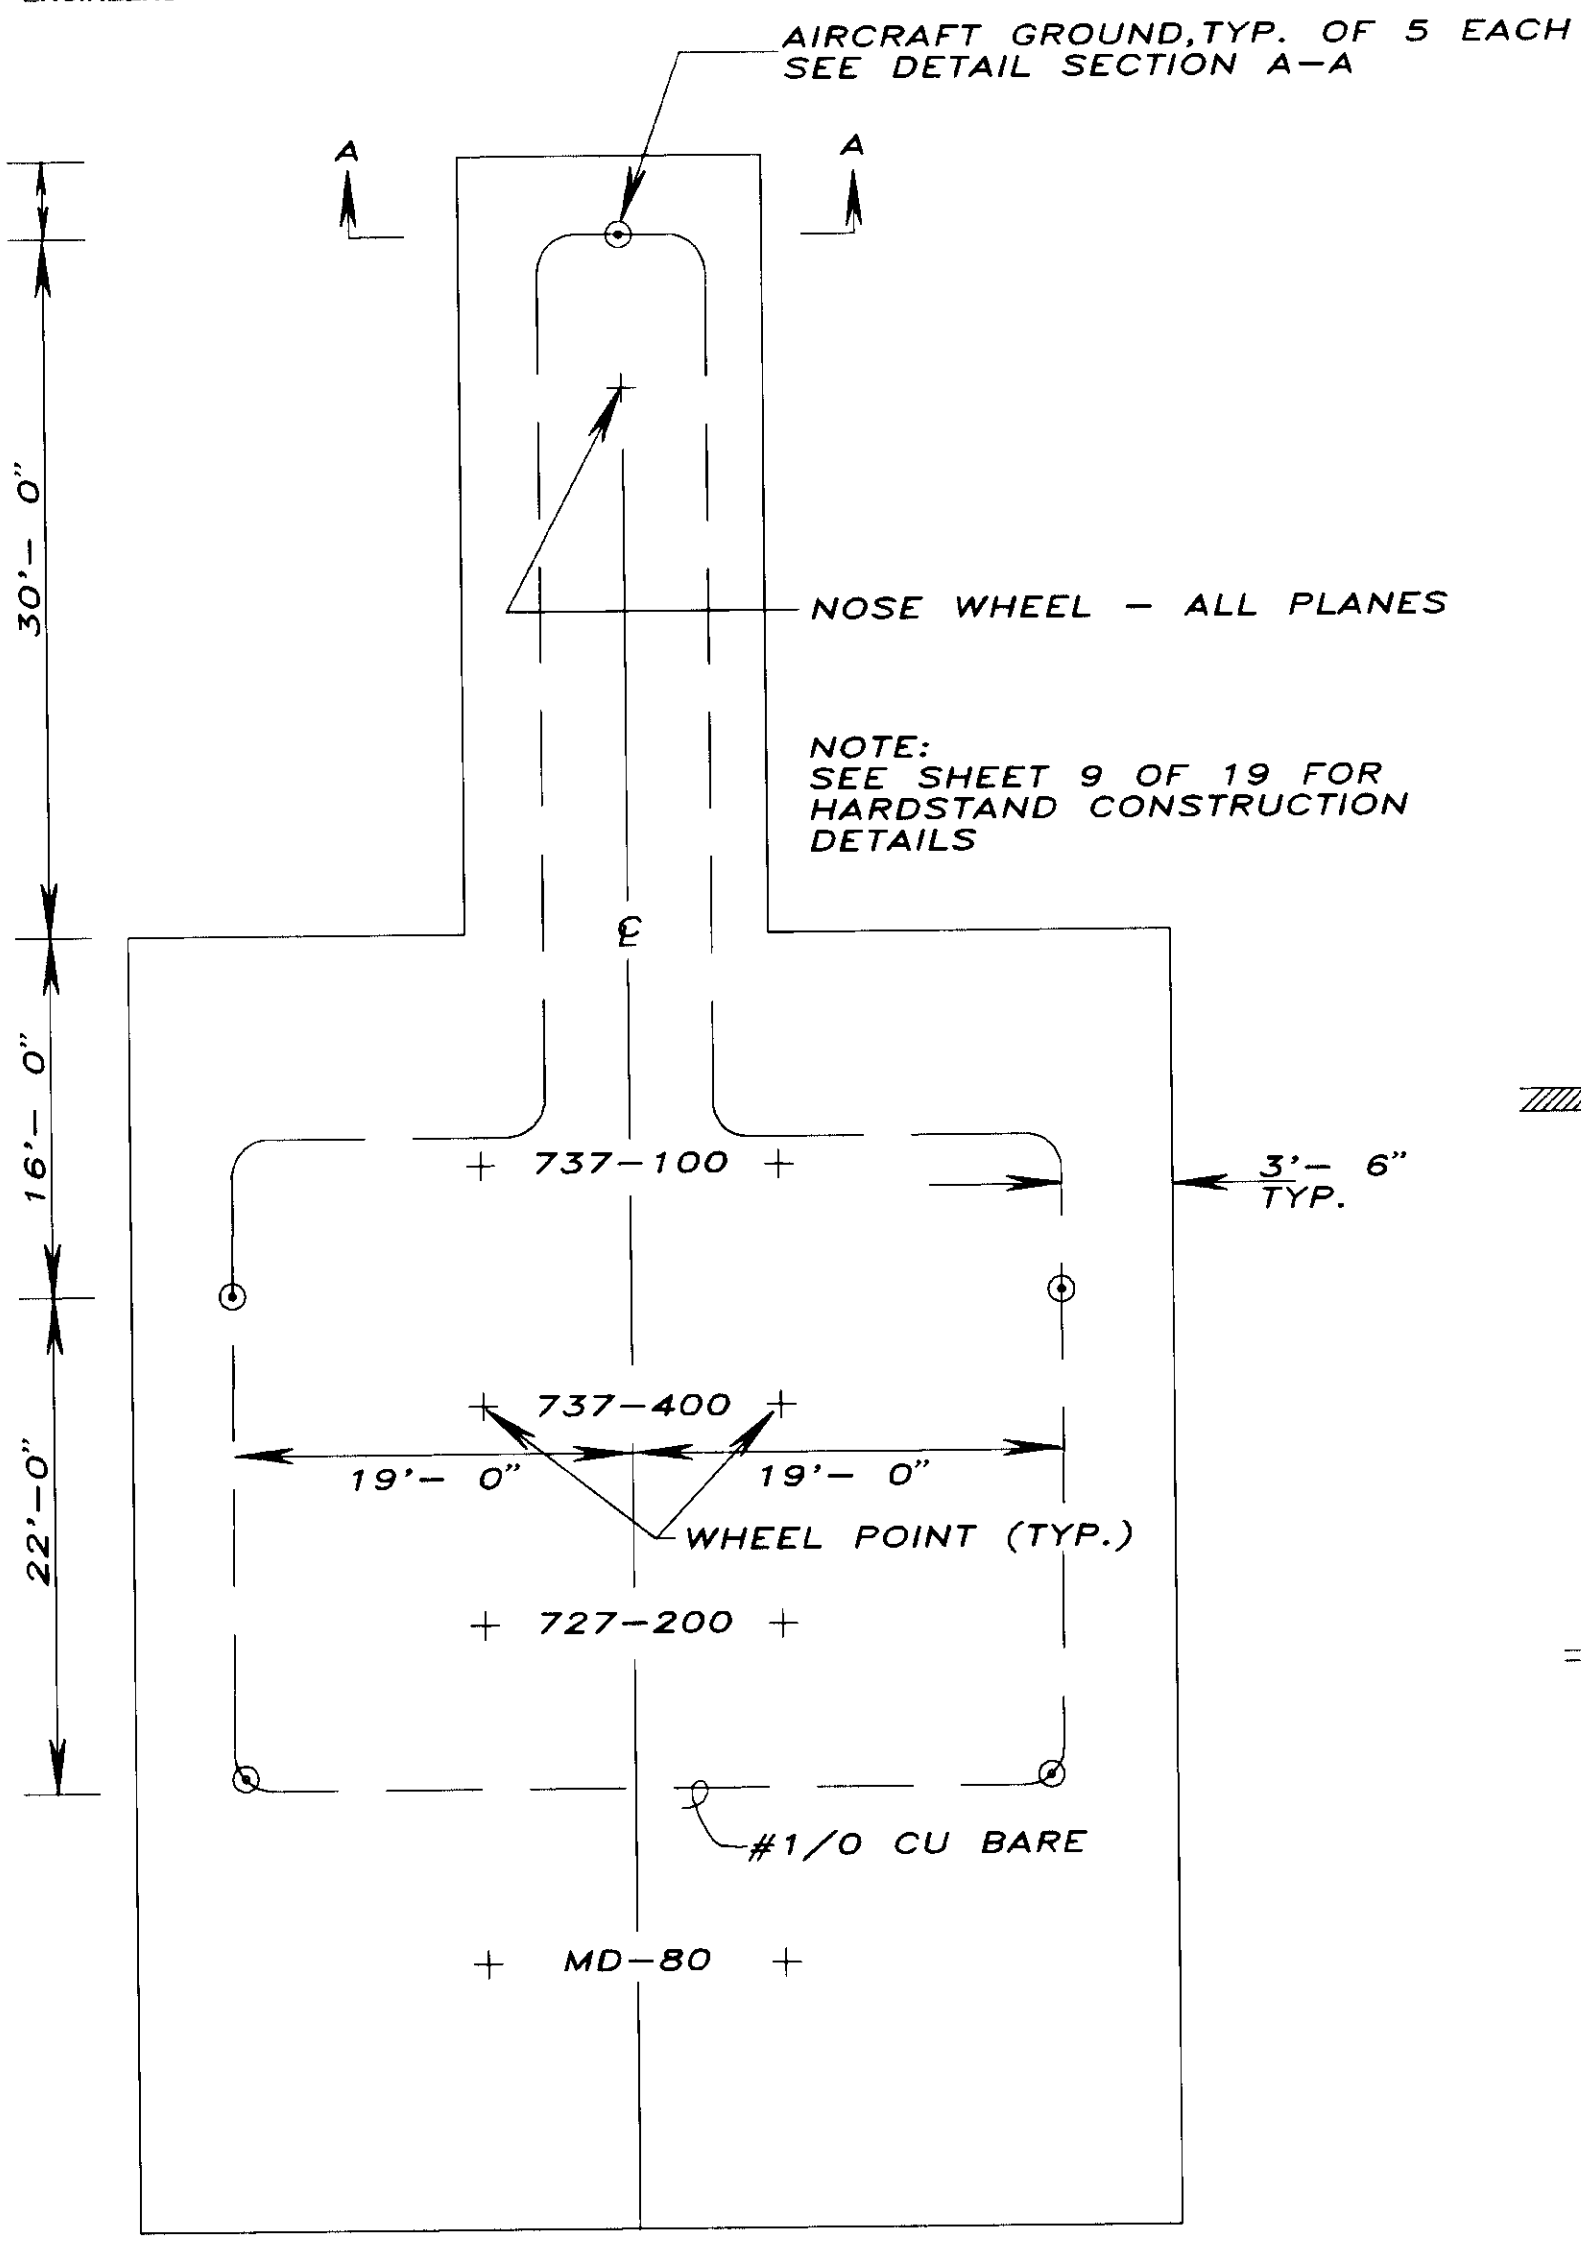 AIRCRAFT GROUND, TYP. OF 5 EACH
SEE DETAIL SECTION A-A
A
A
30'- 0"
NOSE WHEEL - ALL PLANES
NOTE:
SEE SHEET 9 OF 19 FOR
HARDSTAND CONSTRUCTION
DETAILS
℄
16'- 0"
737-100
3'- 6"
TYP.
737-400
19'- 0"
19'- 0"
22'-0"
WHEEL POINT (TYP.)
727-200
#1/0 CU BARE
MD-80